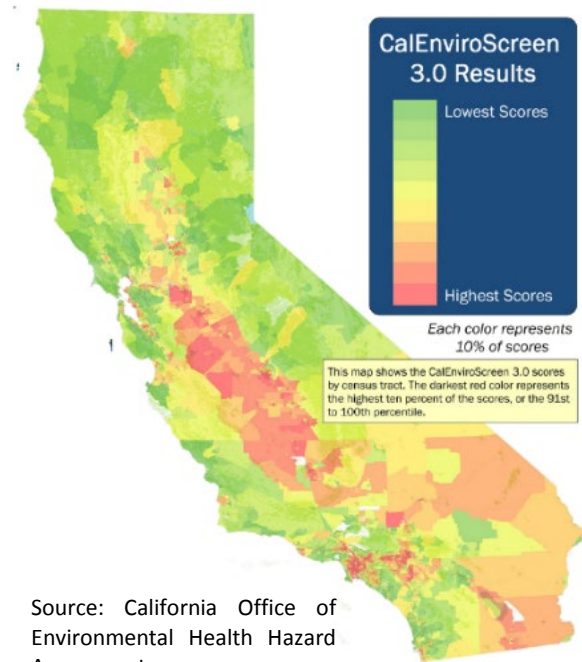 CalEnviroScreen
3.0 Results
Lowest Scores
Highest Scores
Each color represents
10% of scores
This map shows the CalEnviroScreen 3.0 scores
by census tract. The darkest red color represents
the highest ten percent of the scores, or the 91st
to 100th percentile.
Source: California Office of
Environmental Health Hazard